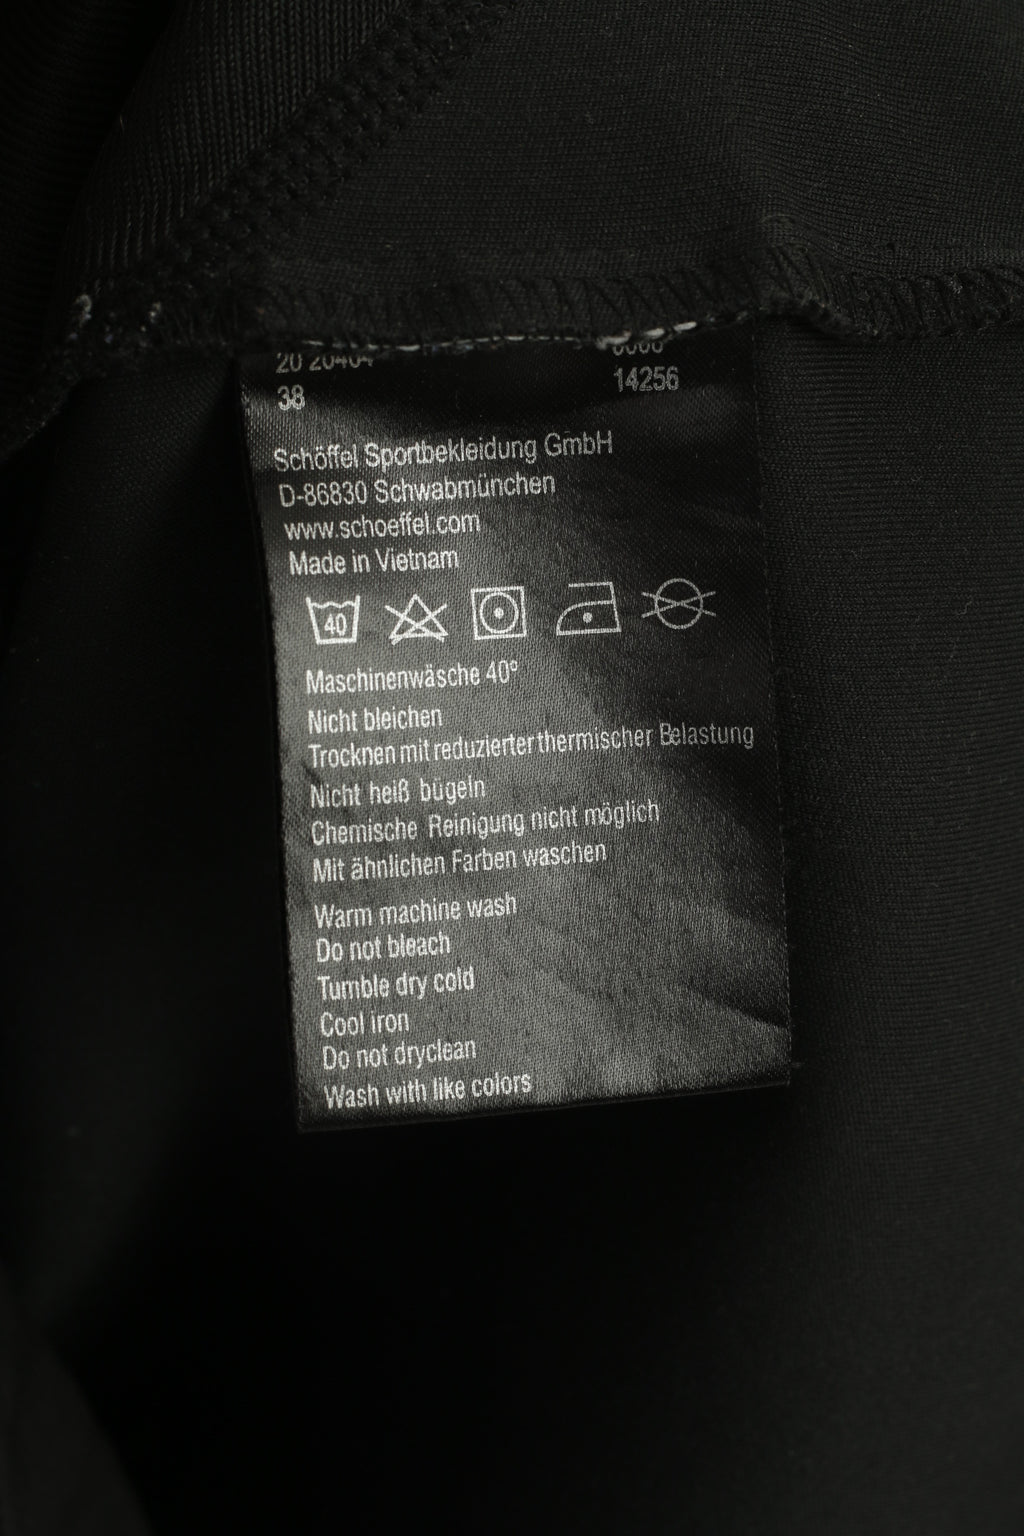 38 14256
Schöffel Sportbekleidung GmbH
D-86830 Schwabmünchen
www.schoeffel.com
Made in Vietnam
40
Maschinenwäsche 40°
Nicht bleichen
Trocknen mit reduzierter thermischer Belastung
Nicht heiß bügeln
Chemische Reinigung nicht möglich
Mit ähnlichen Farben waschen
Warm machine wash
Do not bleach
Tumble dry cold
Cool iron
Do not dryclean
Wash with like colors